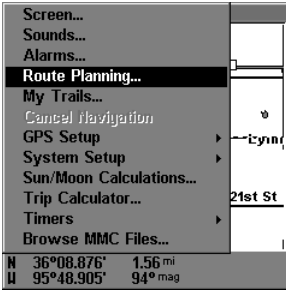 Screen...
Sounds...
Alarms...
Route Planning...
My Trails...
Cancel Navigation
GPS Setup
System Setup
Sun/Moon Calculations...
Trip Calculator...
21st St
Timers
Browse MMC Files...
N 36°08.876' 1.56 mi
W 95°48.905' 94° mag